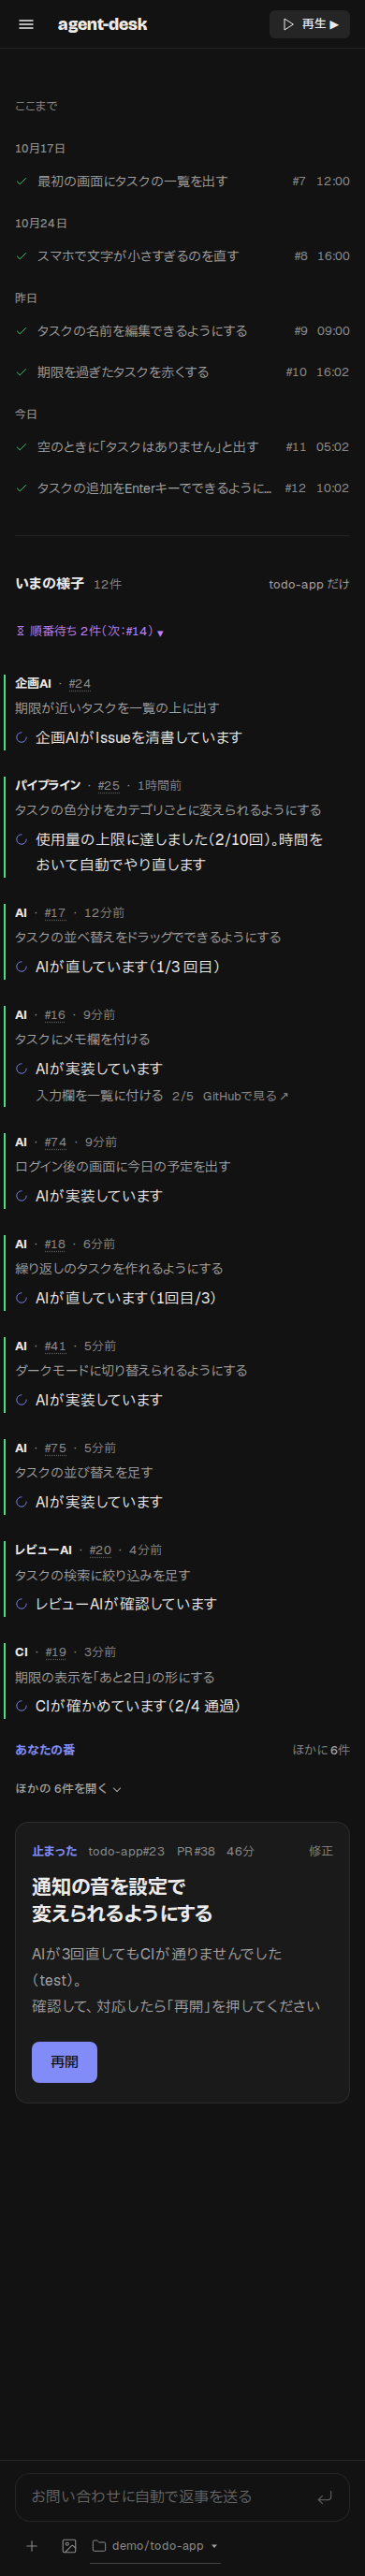 agent-desk
再生 ▶
ここまで
10月17日
最初の画面にタスクの一覧を出す #7 12:00
10月24日
スマホで文字が小さすぎるのを直す #8 16:00
昨日
タスクの名前を編集できるようにする #9 09:00
期限を過ぎたタスクを赤くする #10 16:02
今日
空のときに「タスクはありません」と出す #11 05:02
タスクの追加をEnterキーでできるように… #12 10:02
いまの様子 12件 todo-app だけ
順番待ち 2件（次：#14）▼
企画AI · #24
期限が近いタスクを一覧の上に出す
企画AIがIssueを清書しています
パイプライン · #25 · 1時間前
タスクの色分けをカテゴリごとに変えられるようにする
使用量の上限に達しました（2/10回）。時間を
おいて自動でやり直します
AI · #17 · 12分前
タスクの並べ替えをドラッグでできるようにする
AIが直しています（1/3 回目）
AI · #16 · 9分前
タスクにメモ欄を付ける
AIが実装しています
入力欄を一覧に付ける 2/5 GitHubで見る ↗
AI · #74 · 9分前
ログイン後の画面に今日の予定を出す
AIが実装しています
AI · #18 · 6分前
繰り返しのタスクを作れるようにする
AIが直しています（1回目/3）
AI · #41 · 5分前
ダークモードに切り替えられるようにする
AIが実装しています
AI · #75 · 5分前
タスクの並び替えを足す
AIが実装しています
レビューAI · #20 · 4分前
タスクの検索に絞り込みを足す
レビューAIが確認しています
CI · #19 · 3分前
期限の表示を「あと2日」の形にする
CIが確かめています（2/4 通過）
あなたの番 ほかに 6件
ほかの 6件を開く
止まった todo-app#23 PR #38 46分 修正
通知の音を設定で
変えられるようにする
AIが3回直してもCIが通りませんでした
（test）。
確認して、対応したら「再開」を押してください
再開
お問い合わせに自動で返事を送る
demo/todo-app